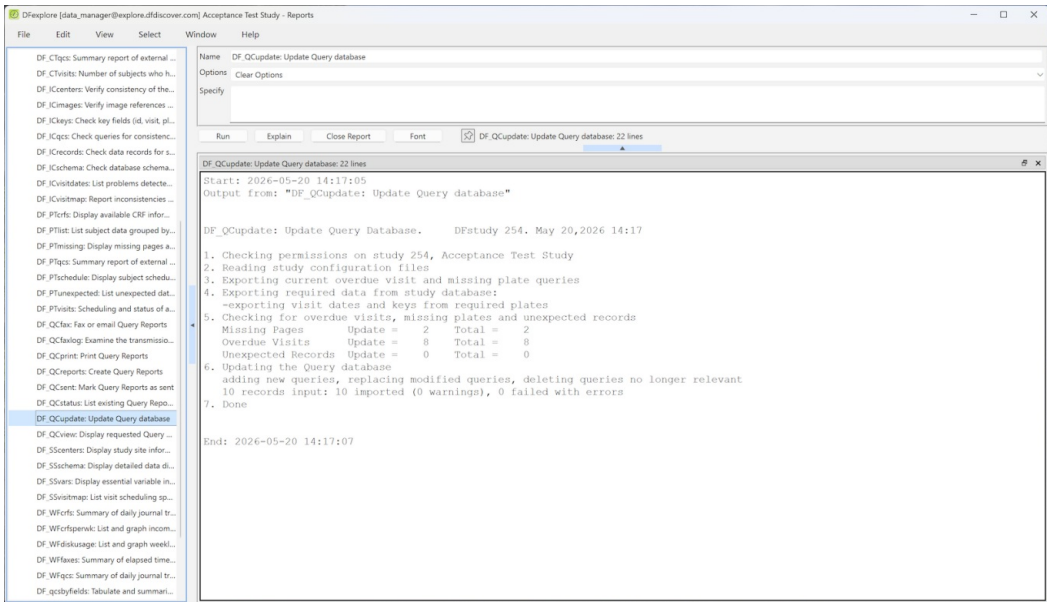 DFexplore [data_manager@explore.dfdiscover.com] Acceptance Test Study - Reports
File Edit View Select Window Help
DF_CTqcs: Summary report of external ...
DF_CTvisits: Number of subjects who h...
DF_ICcenters: Verify consistency of the...
DF_ICimages: Verify image references ...
DF_ICkeys: Check key fields (id, visit, pl...
DF_ICqcs: Check queries for consistenc...
DF_ICrecords: Check data records for s...
DF_ICschema: Check database schema...
DF_ICvisitdates: List problems detecte...
DF_ICvisitmap: Report inconsistencies ...
DF_PTcrfs: Display available CRF infor...
DF_PTlist: List subject data grouped by...
DF_PTmissing: Display missing pages a...
DF_PTqcs: Summary report of external ...
DF_PTschedule: Display subject schedu...
DF_PTunexpected: List unexpected dat...
DF_PTvisits: Scheduling and status of a...
DF_QCfax: Fax or email Query Reports
DF_QCfaxlog: Examine the transmissio...
DF_QCprint: Print Query Reports
DF_QCreports: Create Query Reports
DF_QCsent: Mark Query Reports as sent
DF_QCstatus: List existing Query Repo...
DF_QCupdate: Update Query database
DF_QCview: Display requested Query ...
DF_SScenters: Display study site infor...
DF_SSschema: Display detailed data di...
DF_SSvars: Display essential variable in...
DF_SSvisitmap: List visit scheduling sp...
DF_WFcrfs: Summary of daily journal tr...
DF_WFcrfsperwk: List and graph incom...
DF_WFdiskusage: List and graph weekl...
DF_WFfaxes: Summary of elapsed time...
DF_WFqcs: Summary of daily journal tr...
DF_qcsbyfields: Tabulate and summari...
Name DF_QCupdate: Update Query database
Options Clear Options
Specify
Run Explain Close Report Font DF_QCupdate: Update Query database: 22 lines
DF_QCupdate: Update Query database: 22 lines
Start: 2026-05-20 14:17:05
Output from: "DF_QCupdate: Update Query database"
DF_QCupdate: Update Query Database. DFstudy 254. May 20,2026 14:17
1. Checking permissions on study 254, Acceptance Test Study
2. Reading study configuration files
3. Exporting current overdue visit and missing plate queries
4. Exporting required data from study database:
-exporting visit dates and keys from required plates
5. Checking for overdue visits, missing plates and unexpected records
Missing Pages Update = 2 Total = 2
Overdue Visits Update = 8 Total = 8
Unexpected Records Update = 0 Total = 0
6. Updating the Query database
adding new queries, replacing modified queries, deleting queries no longer relevant
10 records input: 10 imported (0 warnings), 0 failed with errors
7. Done
End: 2026-05-20 14:17:07